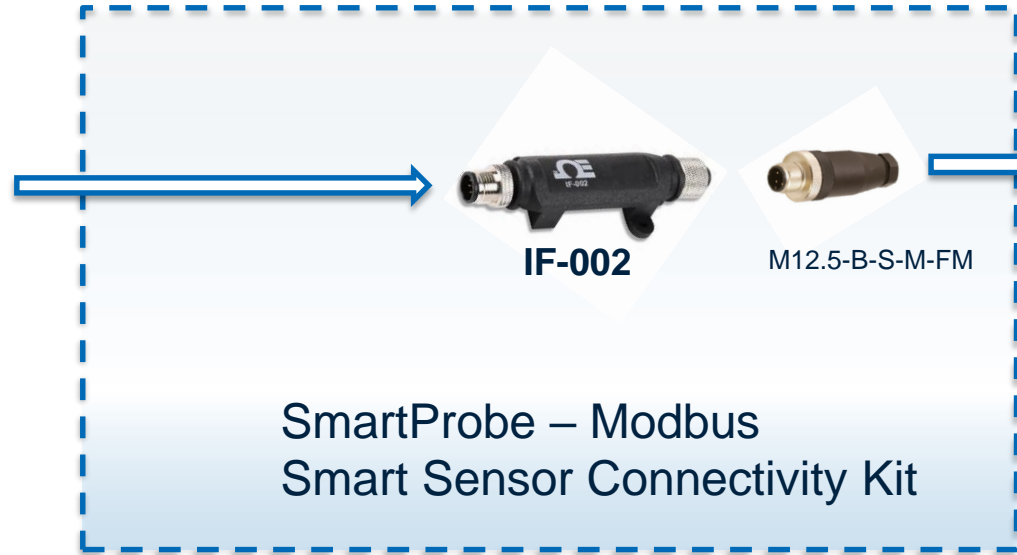 IF-002
IF-002
M12.5-B-S-M-FM
SmartProbe – Modbus
Smart Sensor Connectivity Kit